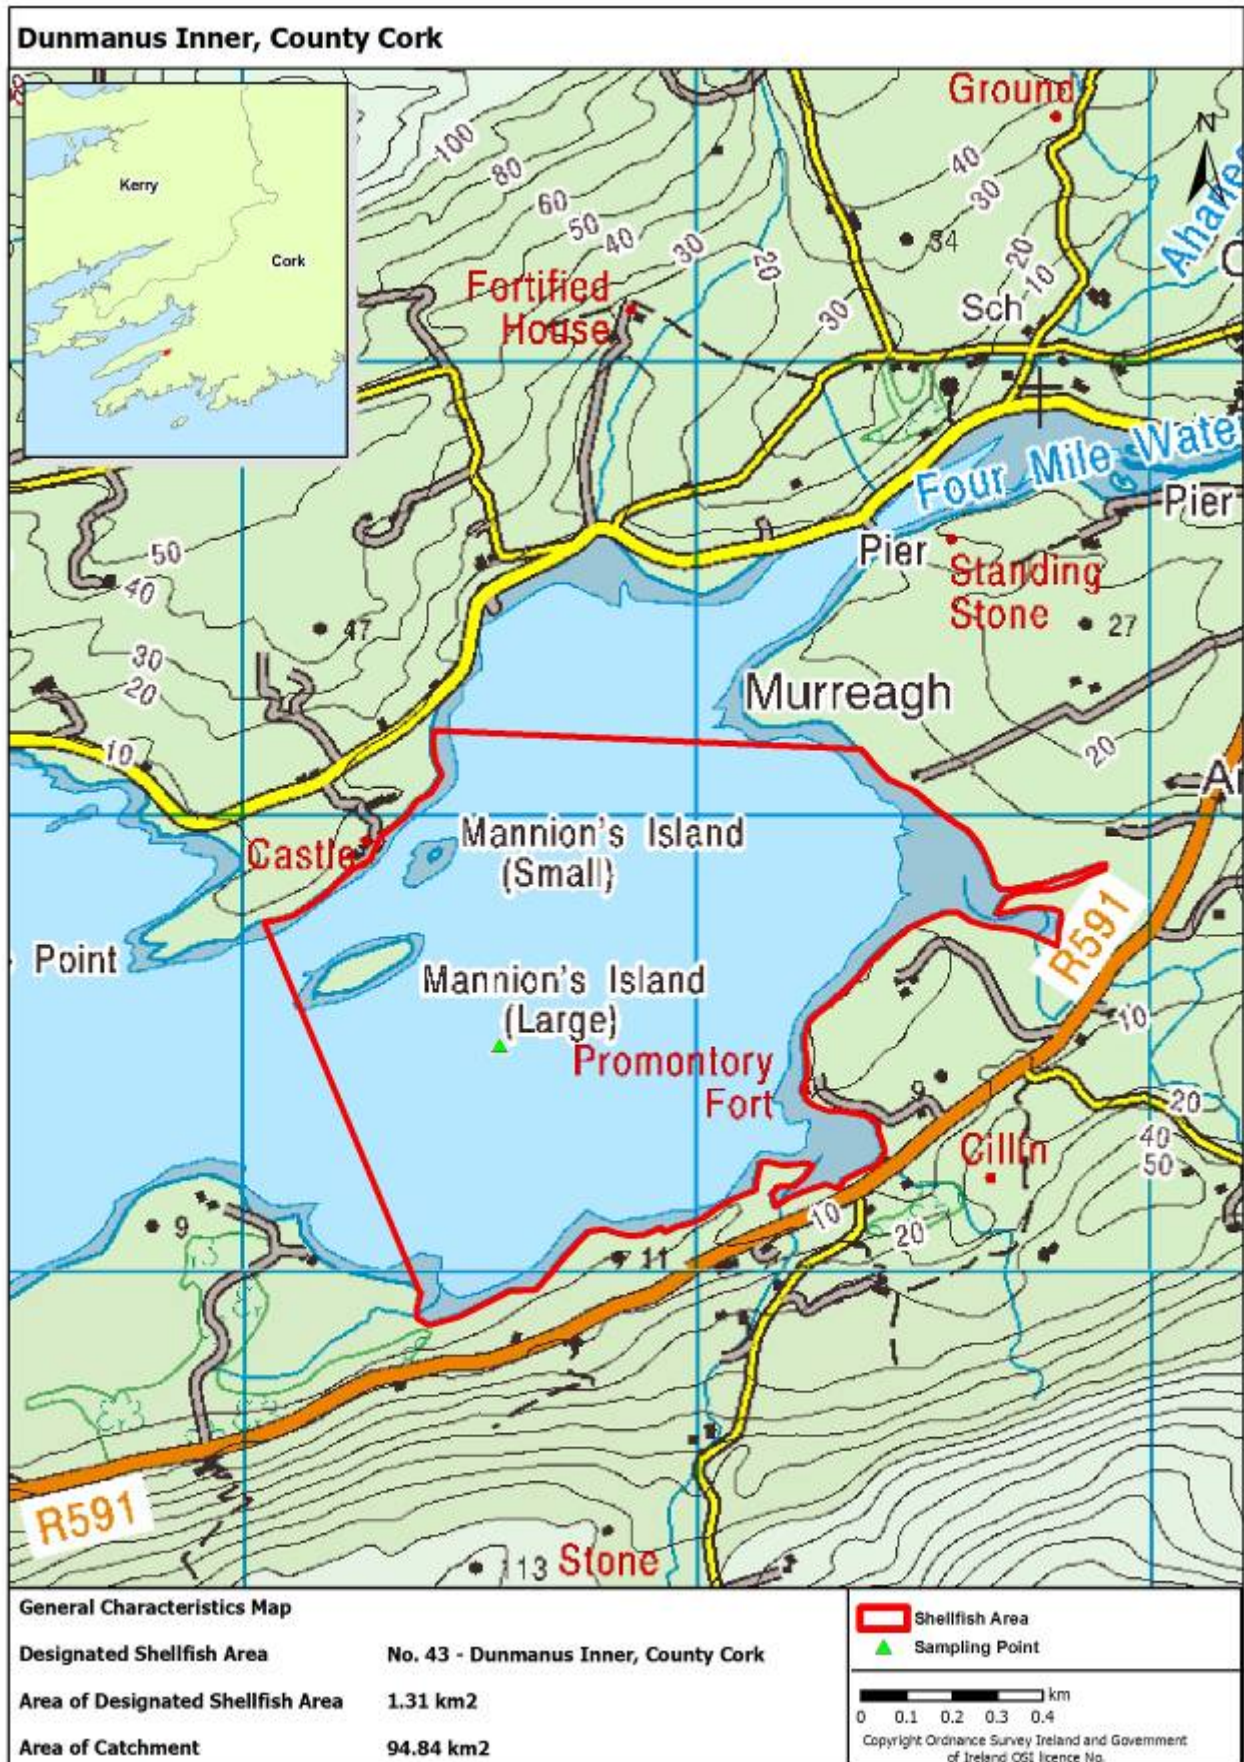 Dunmanus Inner, County Cork
Kerry
Cork
Ground
N
100
80
60
50
40
30
20
40
30
20
10
34
Sch
30
Fortified
House
Four Mile Wate
Pier
Pier
Standing
Stone
27
50
40
47
30
20
10
Murreagh
20
Castle
Mannion's Island
(Small)
Point
Mannion's Island
(Large)
Promontory
Fort
R591
10
9
20
40
50
Cillín
10
20
9
11
R591
113
Stone
General Characteristics Map
Designated Shellfish Area No. 43 - Dunmanus Inner, County Cork
Area of Designated Shellfish Area 1.31 km2
Area of Catchment 94.84 km2
Shellfish Area
Sampling Point
km
0 0.1 0.2 0.3 0.4
Copyright Ordnance Survey Ireland and Government
of Ireland OSI licence No.